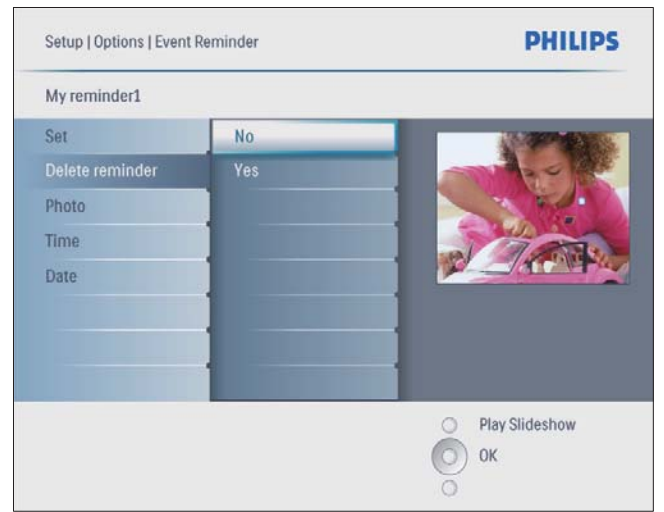 Setup | Options | Event Reminder
PHILIPS
My reminder1
Set
Delete reminder
Photo
Time
Date
No
Yes
Play Slideshow
OK